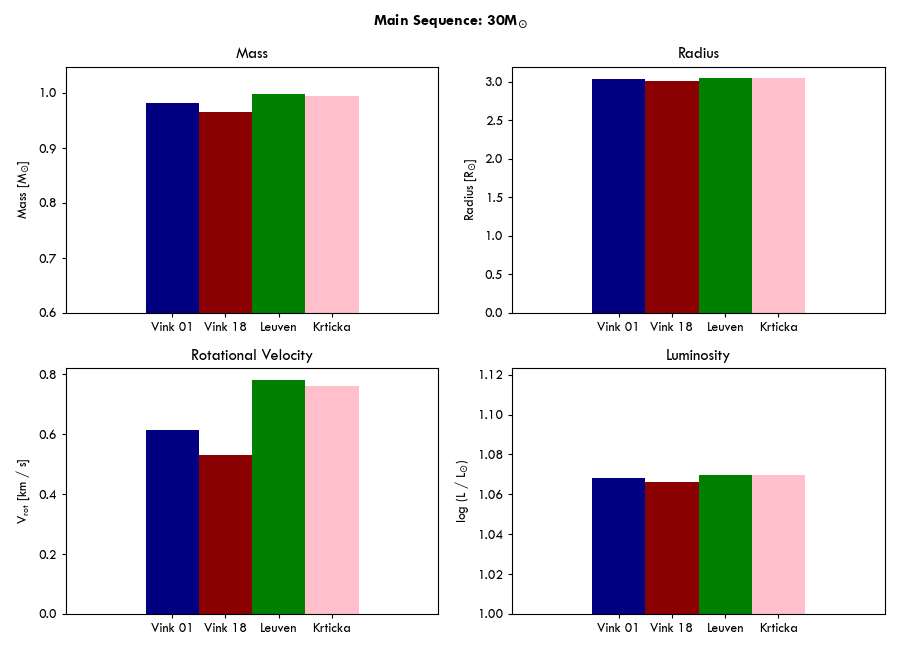 Main Sequence: 30M☉
Mass
Mass [M☉]
1.0
0.9
0.8
0.7
0.6
Vink 01 Vink 18 Leuven Krticka
Radius
Radius [R☉]
3.0
2.5
2.0
1.5
1.0
0.5
0.0
Vink 01 Vink 18 Leuven Krticka
Rotational Velocity
Vrot [km / s]
0.8
0.6
0.4
0.2
0.0
Vink 01 Vink 18 Leuven Krticka
Luminosity
log (L / L☉)
1.12
1.10
1.08
1.06
1.04
1.02
1.00
Vink 01 Vink 18 Leuven Krticka